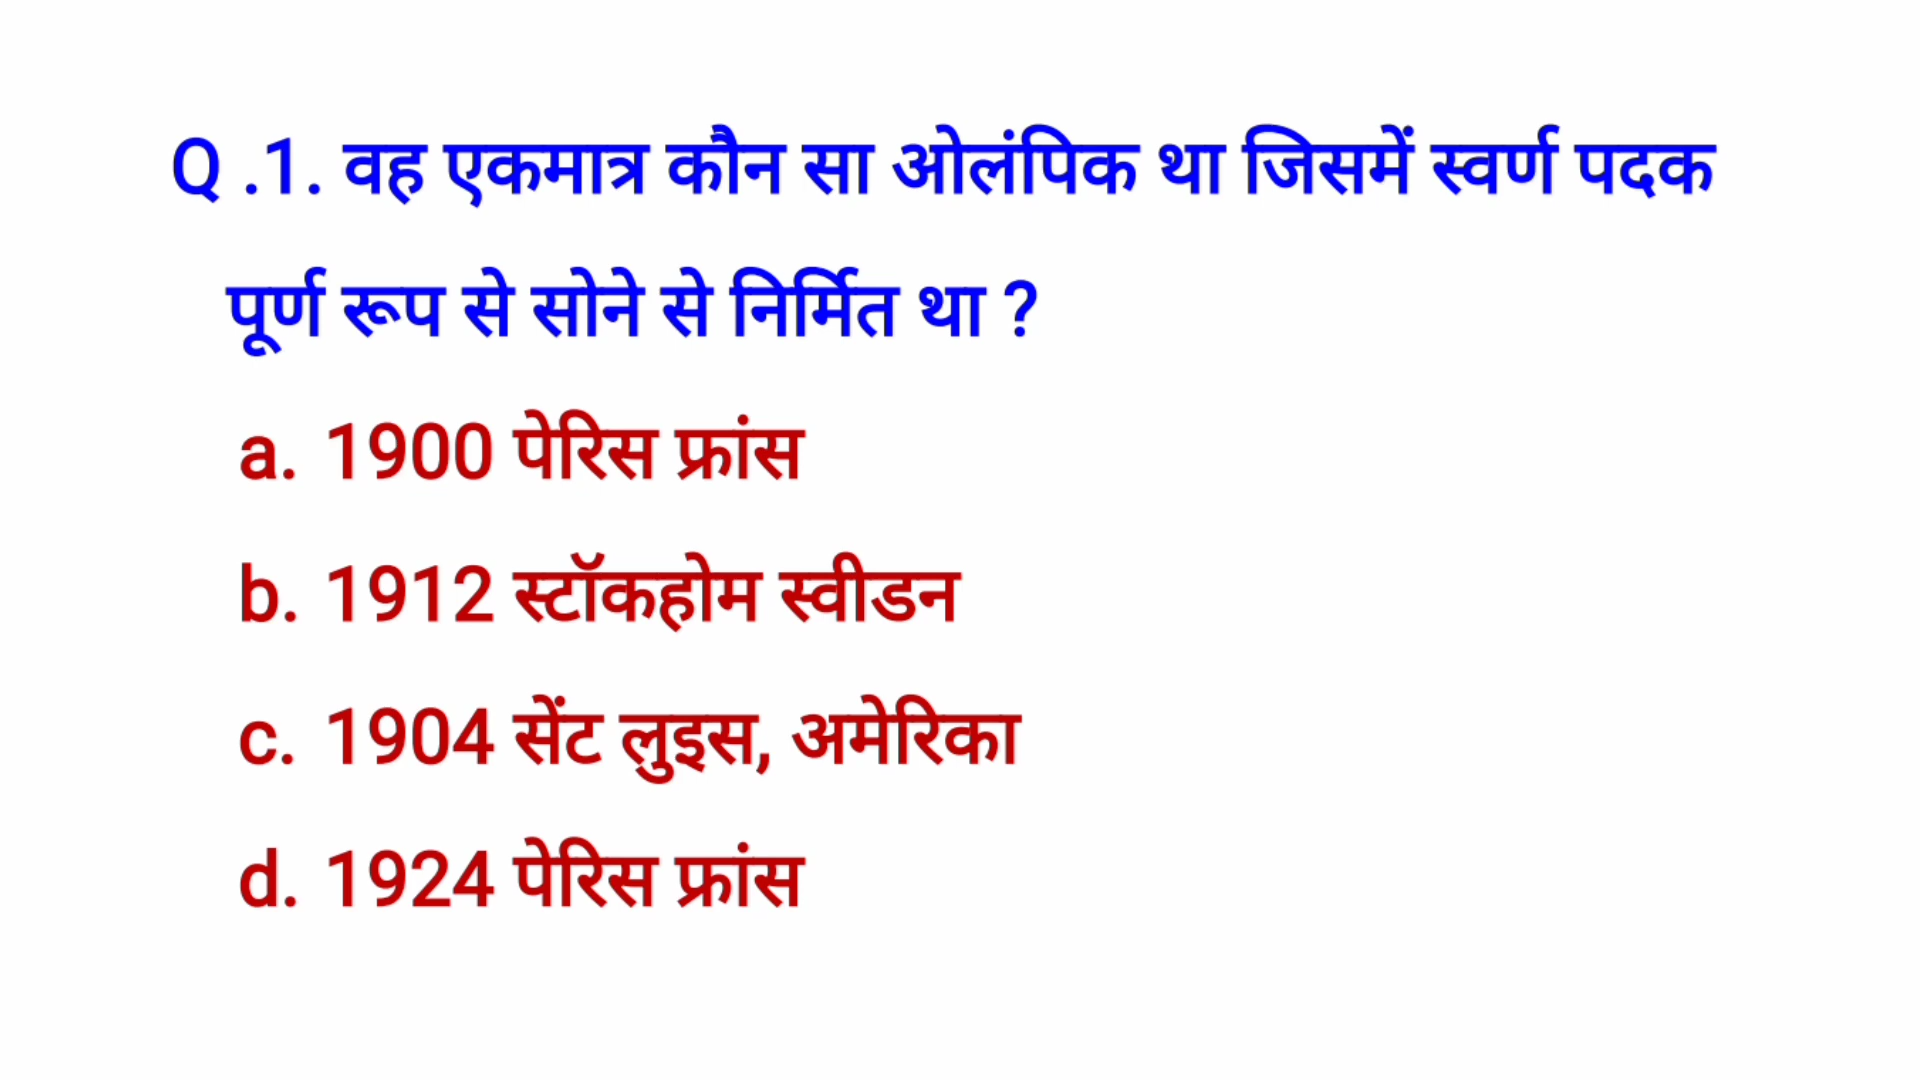 Q .1. वह एकमात्र कौन सा ओलंपिक था जिसमें स्वर्ण पदक
पूर्ण रूप से सोने से निर्मित था ?
a. 1900 पेरिस फ्रांस
b. 1912 स्टॉकहोम स्वीडन
c. 1904 सेंट लुइस, अमेरिका
d. 1924 पेरिस फ्रांस